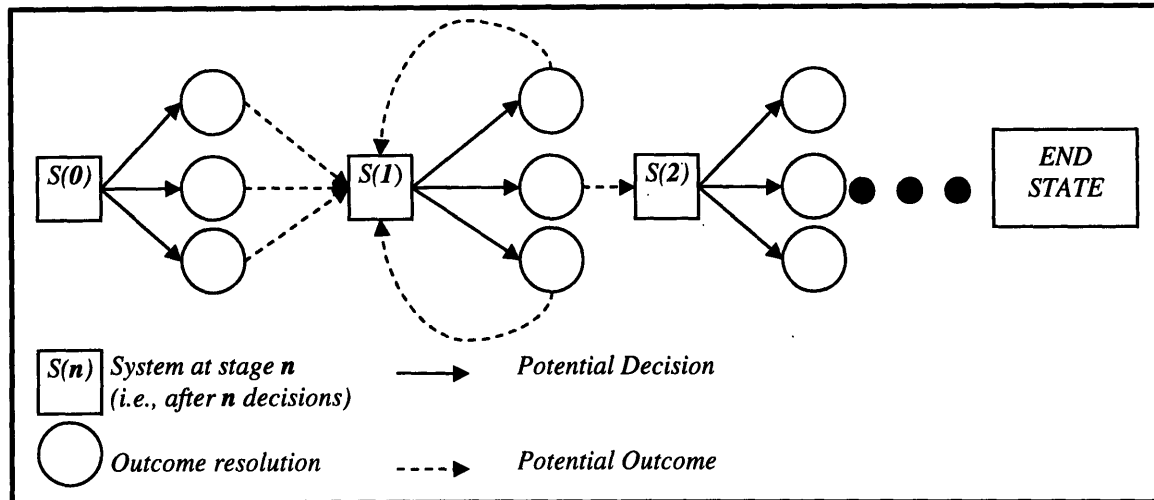 S(0)
S(1)
S(2)
END
STATE
S(n)
System at stage n
(i.e., after n decisions)
Potential Decision
Outcome resolution
Potential Outcome